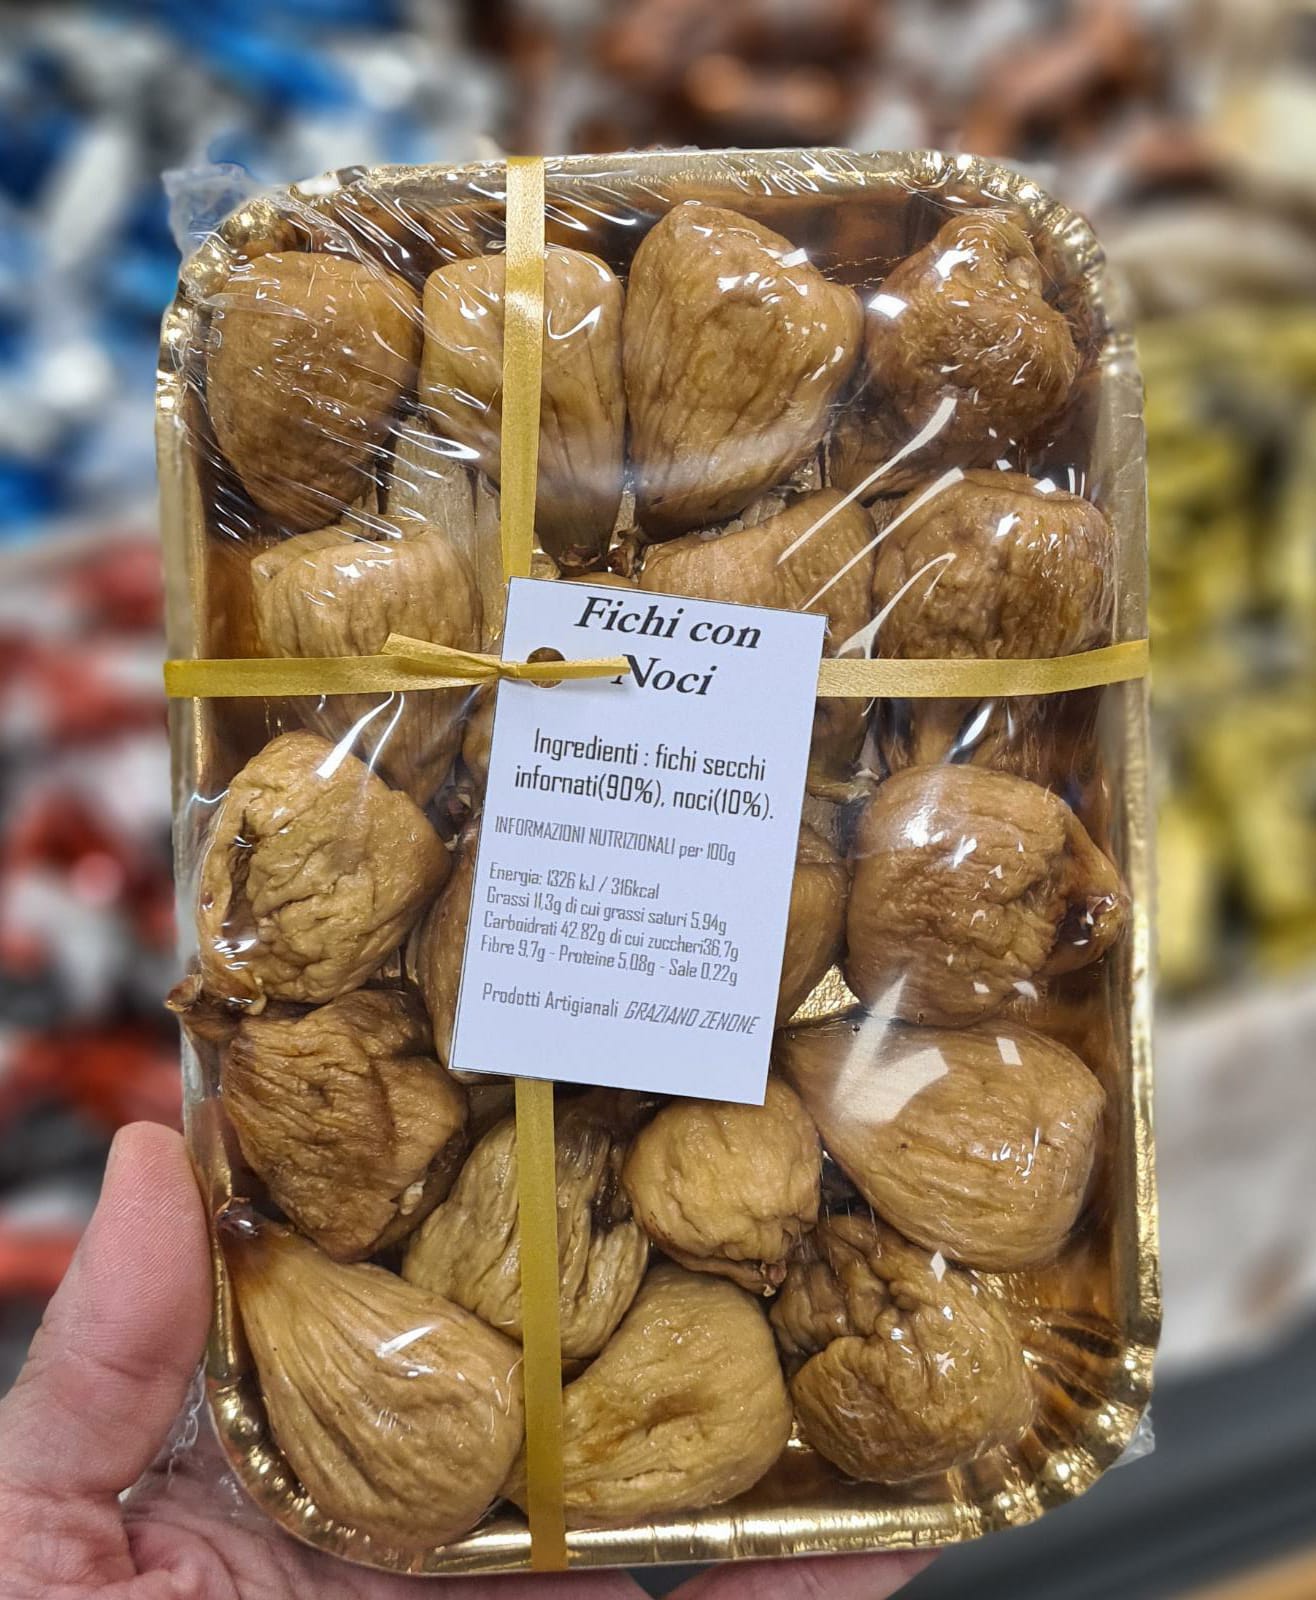 Fichi con
Noci
Ingredienti : fichi secchi
infornati(90%), noci(10%).
INFORMAZIONI NUTRIZIONALI per 100g
Energia: 1326 kJ / 316kcal
Grassi 11,3g di cui grassi saturi 5,94g
Carboidrati 42,82g di cui zuccheri36,7g
Fibre 9,7g - Proteine 5,08g - Sale 0,22g
Prodotti Artigianali GRAZIANO ZENONE